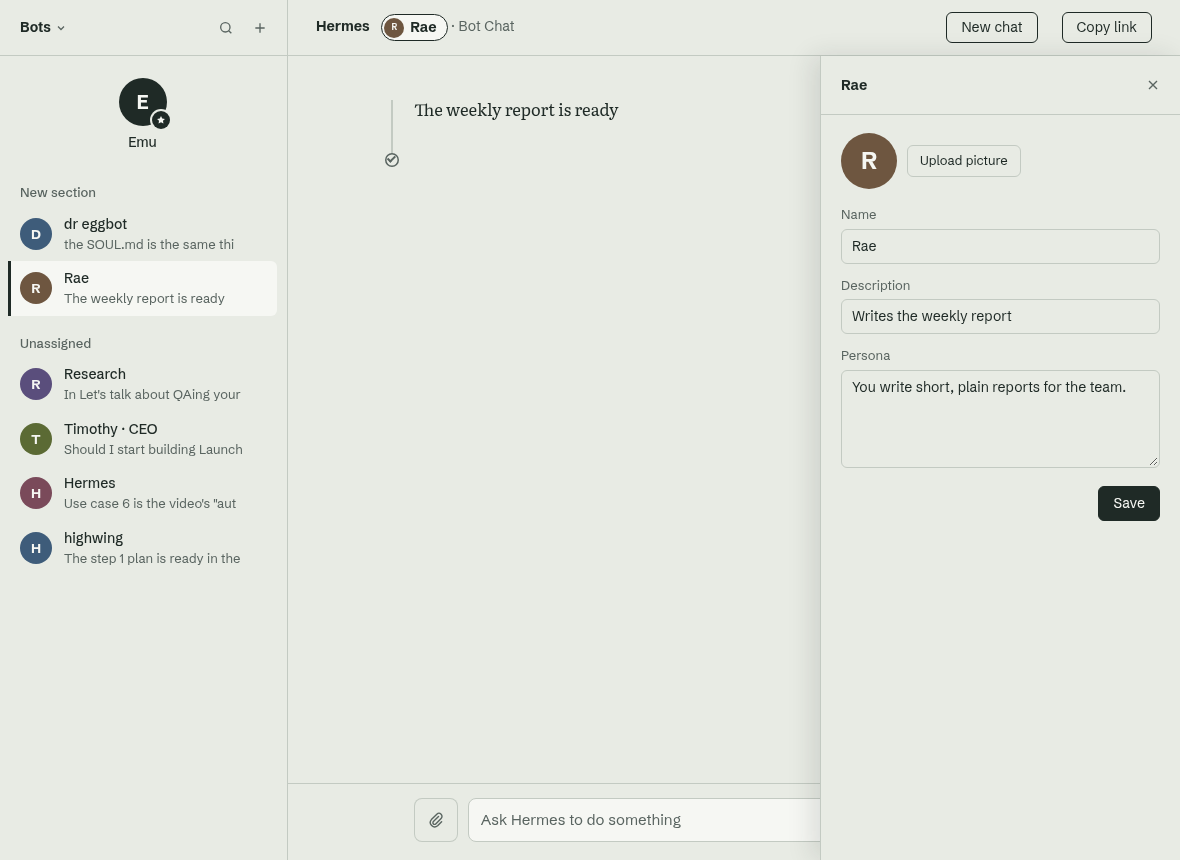 Bots
Hermes R Rae · Bot Chat
New chat
Copy link
E
Emu
New section
D
dr eggbot
the SOUL.md is the same thi
R
Rae
The weekly report is ready
Unassigned
R
Research
In Let's talk about QAing your
T
Timothy · CEO
Should I start building Launch
H
Hermes
Use case 6 is the video's "aut
H
highwing
The step 1 plan is ready in the
The weekly report is ready
Ask Hermes to do something
Rae
R
Upload picture
Name
Rae
Description
Writes the weekly report
Persona
You write short, plain reports for the team.
Save